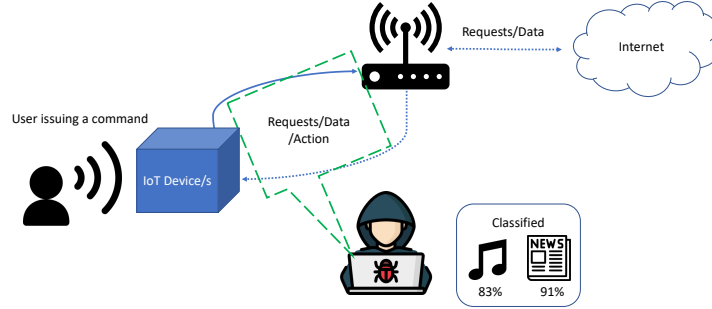 Requests/Data
Internet
User issuing a command
Requests/Data
/Action
IoT Device/s
Classified
NEWS
83%
91%